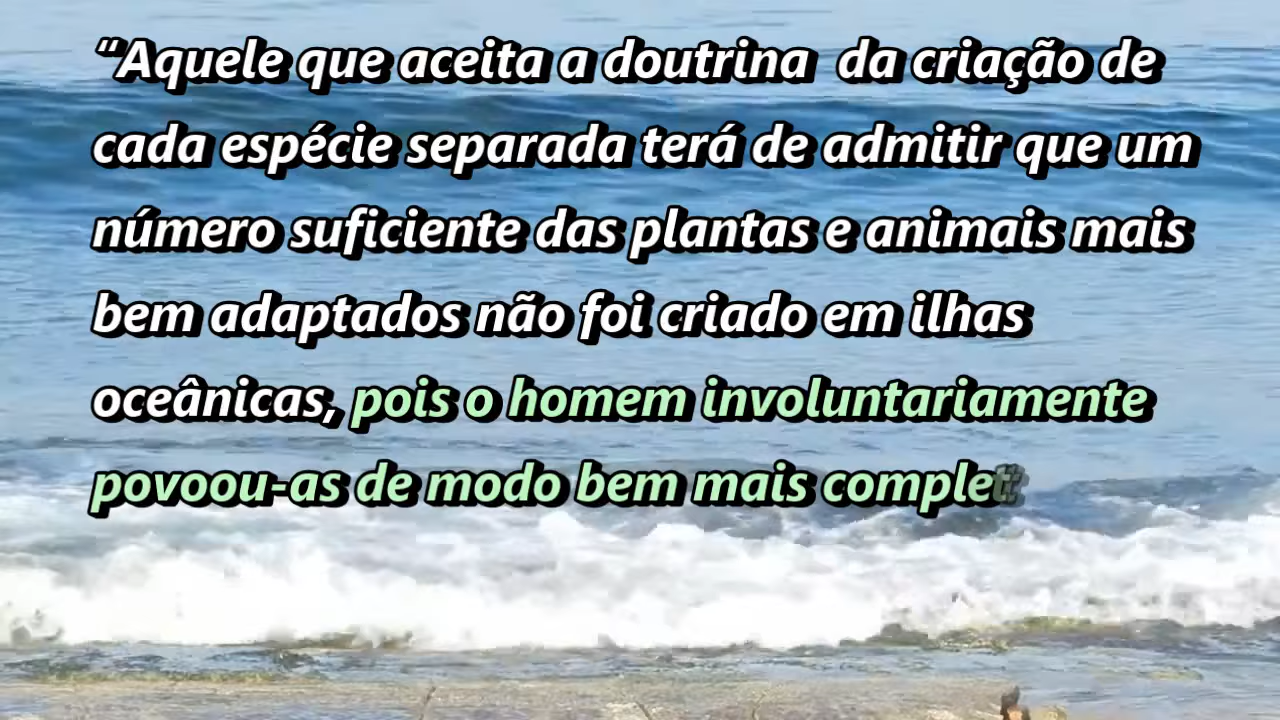 “Aquele que aceita a doutrina  da criação de
cada espécie separada terá de admitir que um
número suficiente das plantas e animais mais
bem adaptados não foi criado em ilhas
oceânicas, pois o homem involuntariamente
povoou-as de modo bem mais